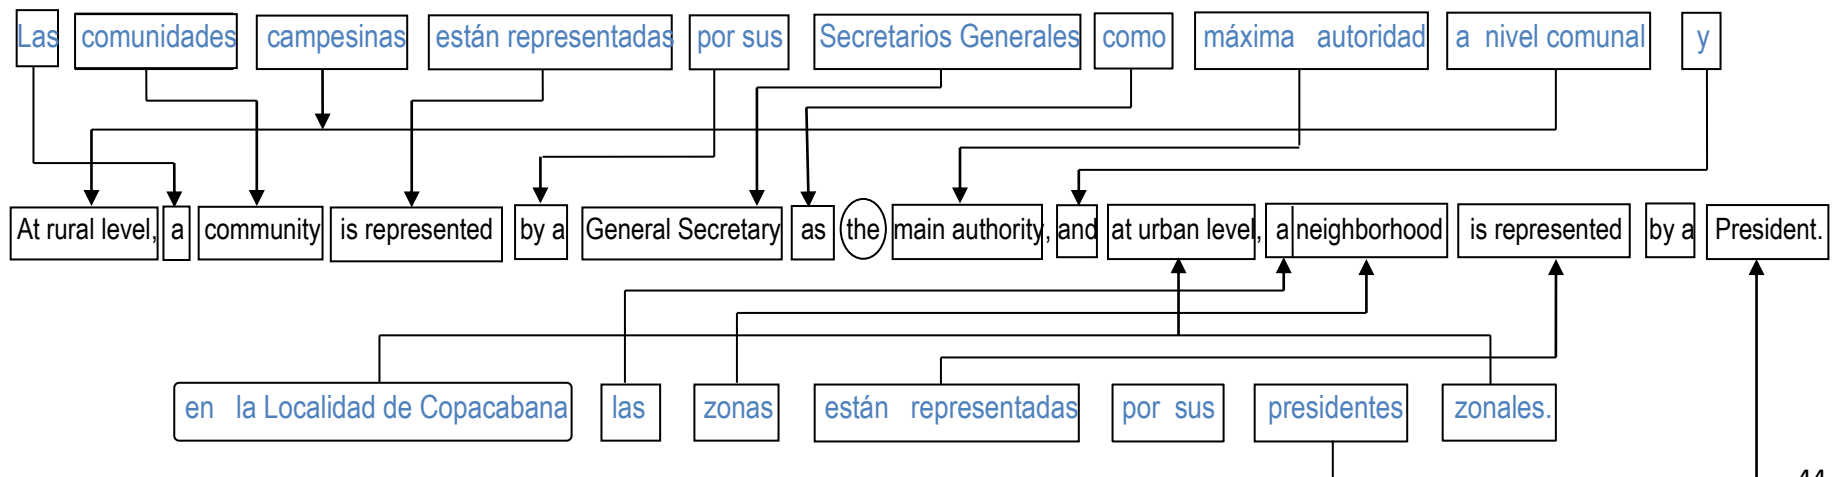 Las comunidades campesinas están representadas por sus Secretarios Generales como máxima autoridad a nivel comunal y
At rural level, a community is represented by a General Secretary as the main authority, and at urban level, a neighborhood is represented by a President.
en la Localidad de Copacabana las zonas están representadas por sus presidentes zonales.